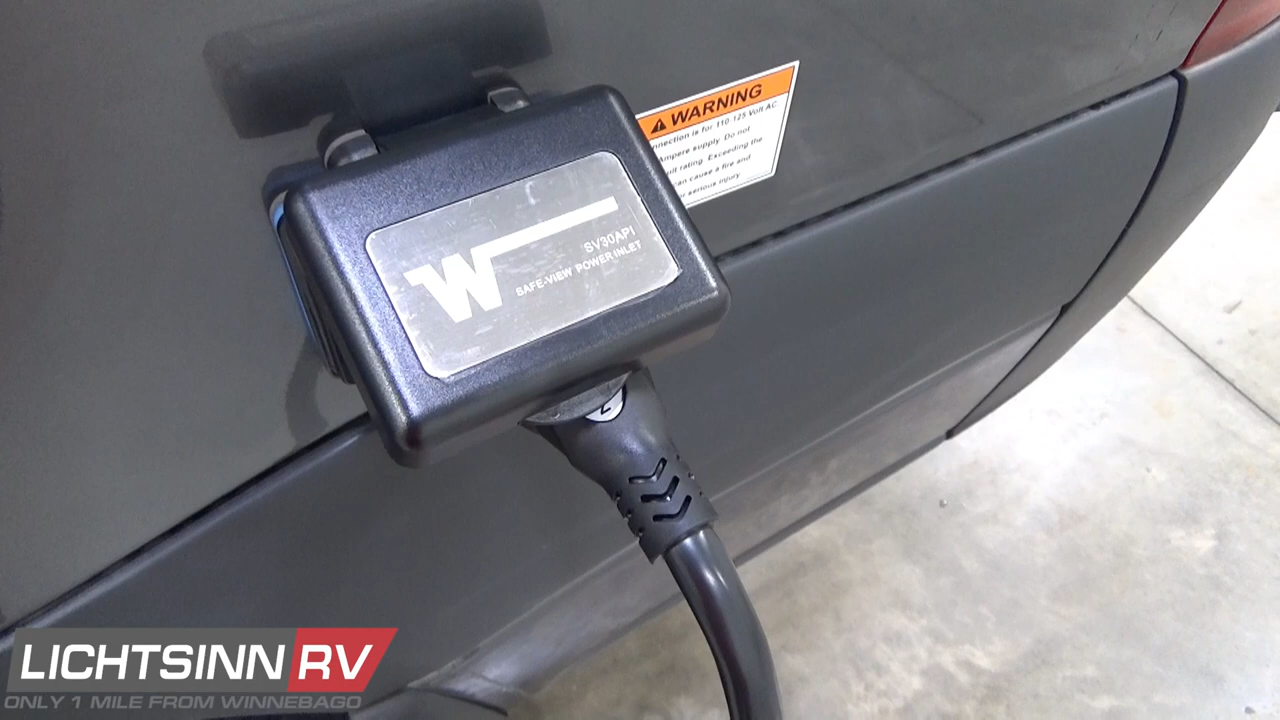 WARNING
nnection is for 110-125 Volt AC
Ampere supply. Do not
rating. Exceeding the
can cause a fire and
serious injury
W
SV30API
SAFE-VIEW POWER INLET
LICHTSINN RV
ONLY 1 MILE FROM WINNEBAGO